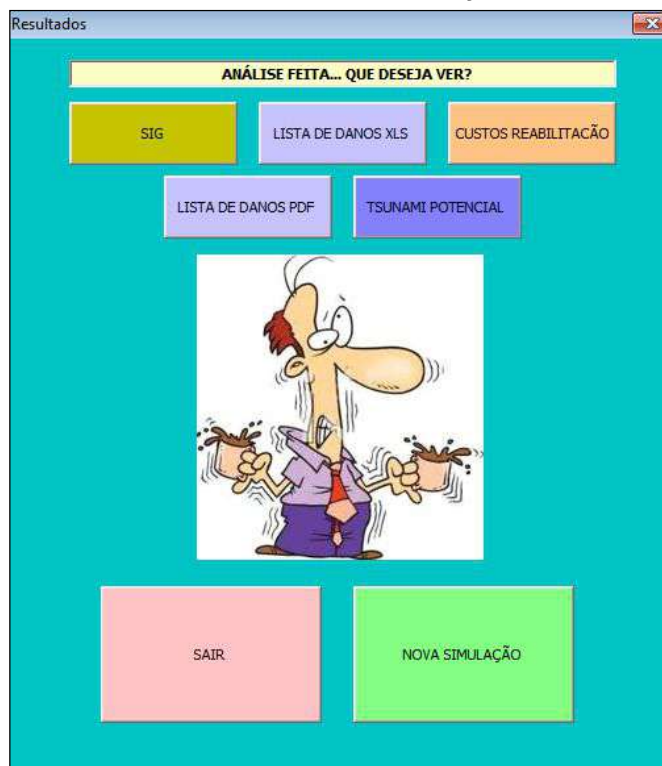 Resultados
ANÁLISE FEITA... QUE DESEJA VER?
SIG
LISTA DE DANOS XLS
CUSTOS REABILITACÃO
LISTA DE DANOS PDF
TSUNAMI POTENCIAL
SAIR
NOVA SIMULAÇÃO